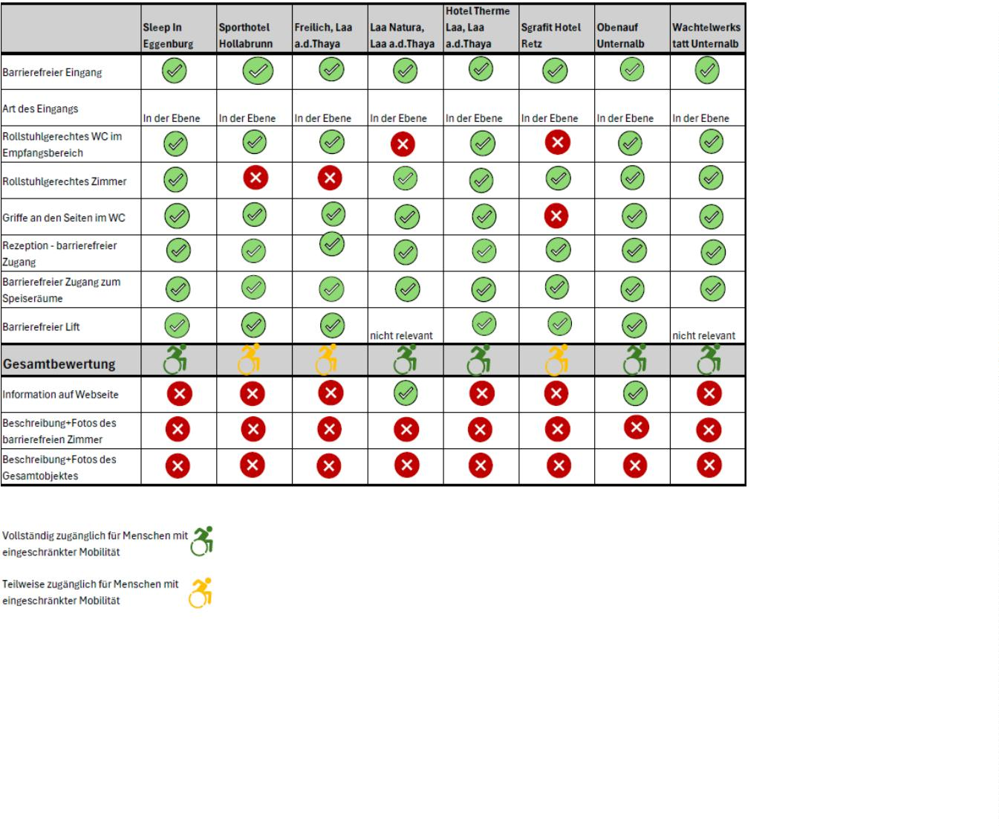 Sleep In Eggenburg
Sporthotel Hollabrunn
Freilich, Laa a.d.Thaya
Laa Natura, Laa a.d.Thaya
Hotel Therme Laa, Laa a.d.Thaya
Sgrafit Hotel Retz
Obenauf Unternalb
Wachtelwerks tatt Unternalb
Barrierefreier Eingang
Art des Eingangs
In der Ebene In der Ebene In der Ebene In der Ebene In der Ebene In der Ebene In der Ebene In der Ebene
Rollstuhlgerechtes WC im
Empfangsbereich
Rollstuhlgerechtes Zimmer
Griffe an den Seiten im WC
Rezeption - barrierefreier
Zugang
Barrierefreier Zugang zum
Speiseräume
Barrierefreier Lift
nicht relevant nicht relevant
Gesamtbewertung
Information auf Webseite
Beschreibung+Fotos des
barrierefreien Zimmer
Beschreibung+Fotos des
Gesamtobjektes
Vollständig zugänglich für Menschen mit
eingeschränkter Mobilität
Teilweise zugänglich für Menschen mit
eingeschränkter Mobilität